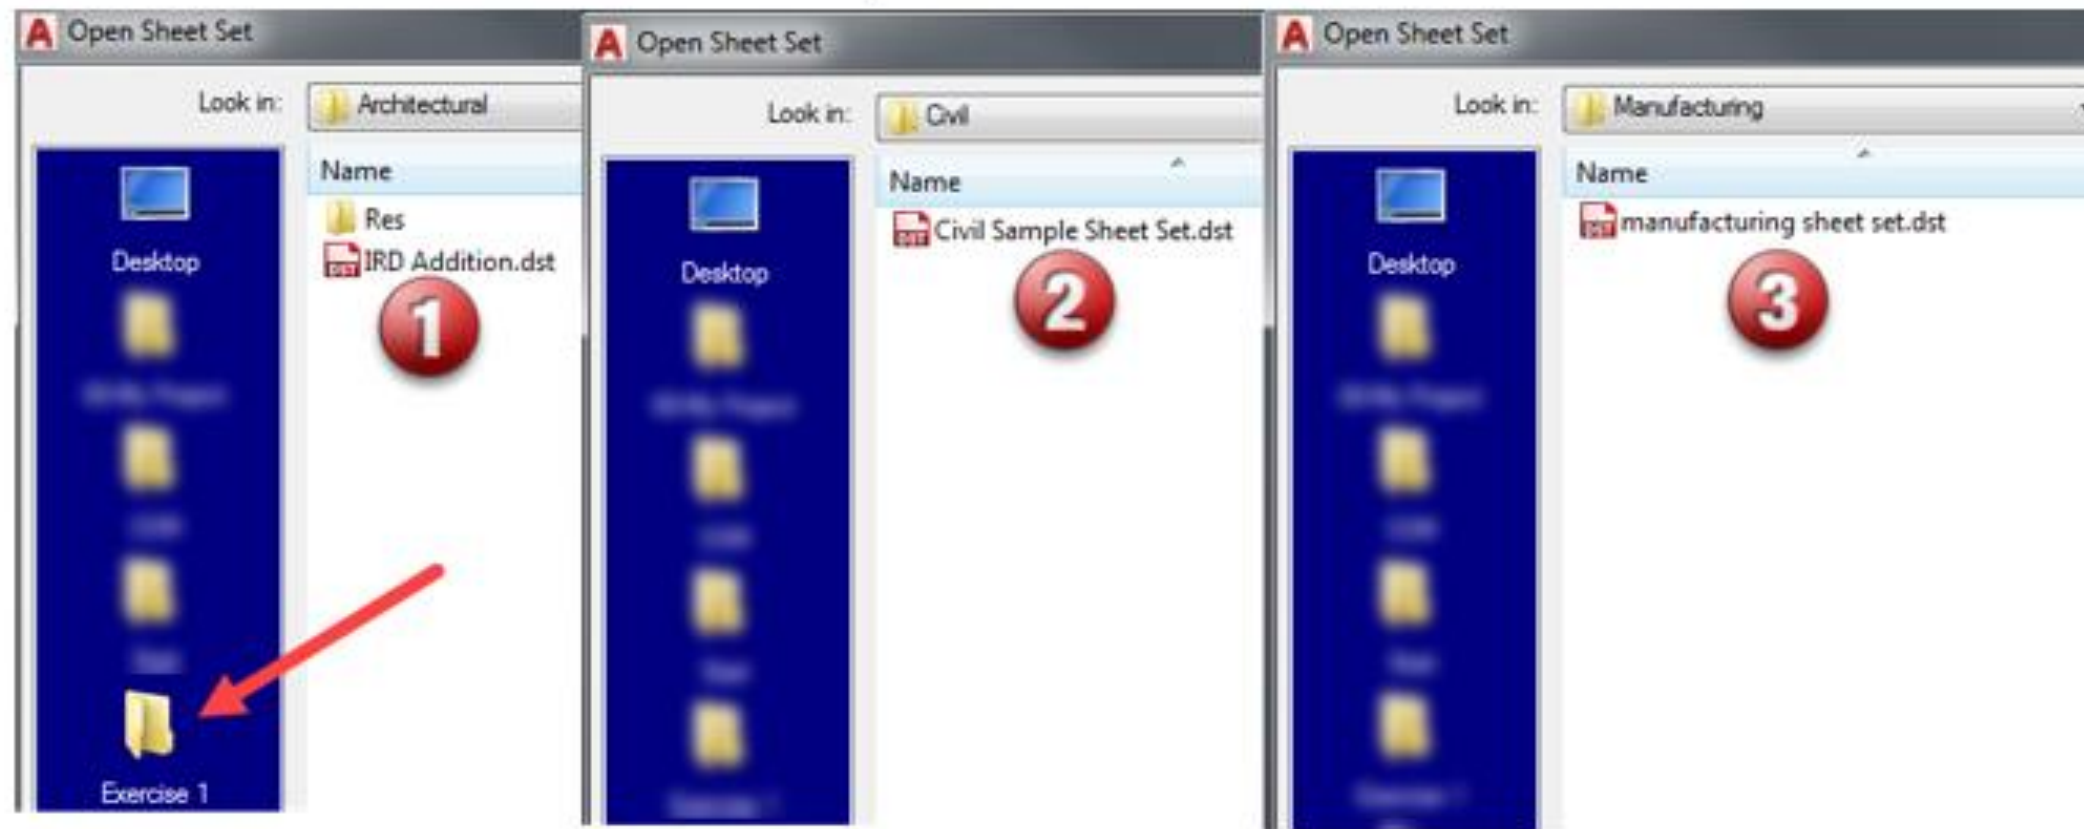 Open Sheet Set
Look in: Architectural
Name
Res
IRD Addition.dst
1
Desktop
Exercise 1
Open Sheet Set
Look in: Civil
Name
Civil Sample Sheet Set.dst
2
Desktop
Open Sheet Set
Look in: Manufacturing
Name
manufacturing sheet set.dst
3
Desktop